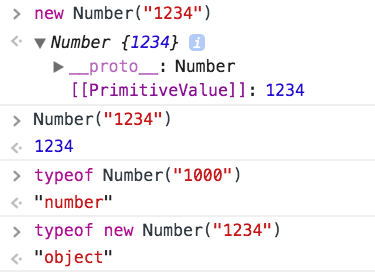 > new Number("1234")
<· ▼ Number {1234} i
▶ __proto__: Number
[[PrimitiveValue]]: 1234
> Number("1234")
<· 1234
> typeof Number("1000")
<· "number"
> typeof new Number("1234")
<· "object"